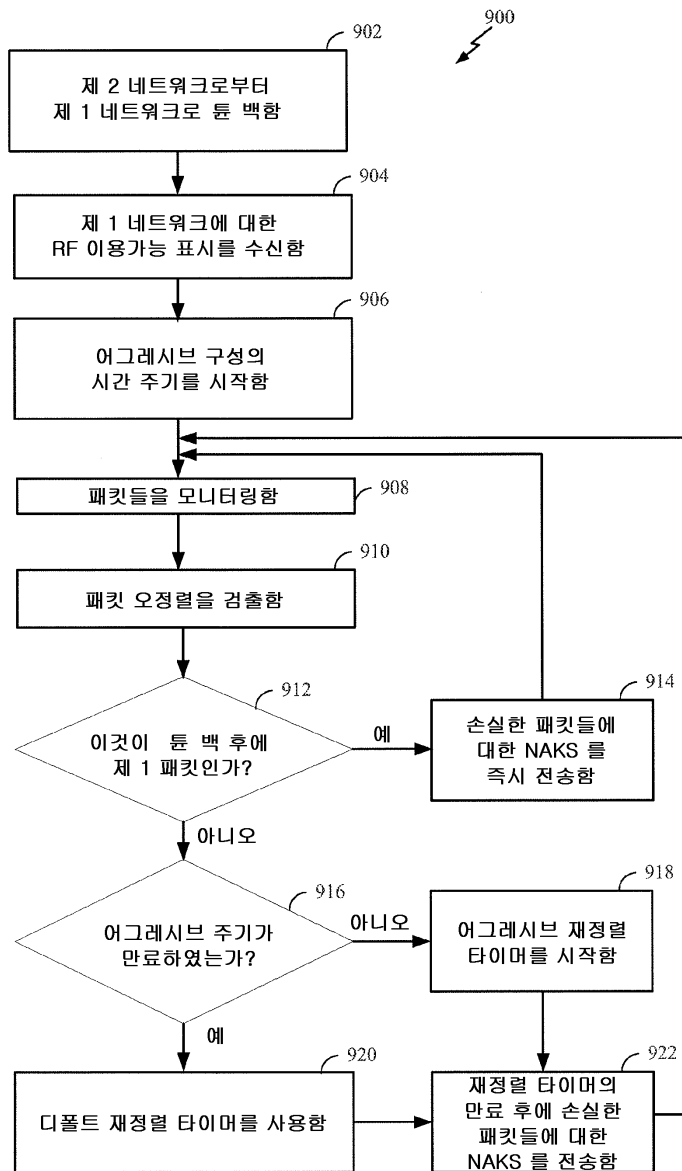 900
902
제 2 네트워크로부터
제 1 네트워크로 튠 백함
904
제 1 네트워크에 대한
RF 이용가능 표시를 수신함
906
어그레시브 구성의
시간 주기를 시작함
패킷들을 모니터링함
908
910
패킷 오정렬을 검출함
912
이것이 튠 백 후에
제 1 패킷인가?
예
914
손실한 패킷들에
대한 NAKS 를
즉시 전송함
아니오
916
어그레시브 주기가
만료하였는가?
아니오
918
어그레시브 재정렬
타이머를 시작함
예
920
디폴트 재정렬 타이머를 사용함
922
재정렬 타이머의
만료 후에 손실한
패킷들에 대한
NAKS 를 전송함